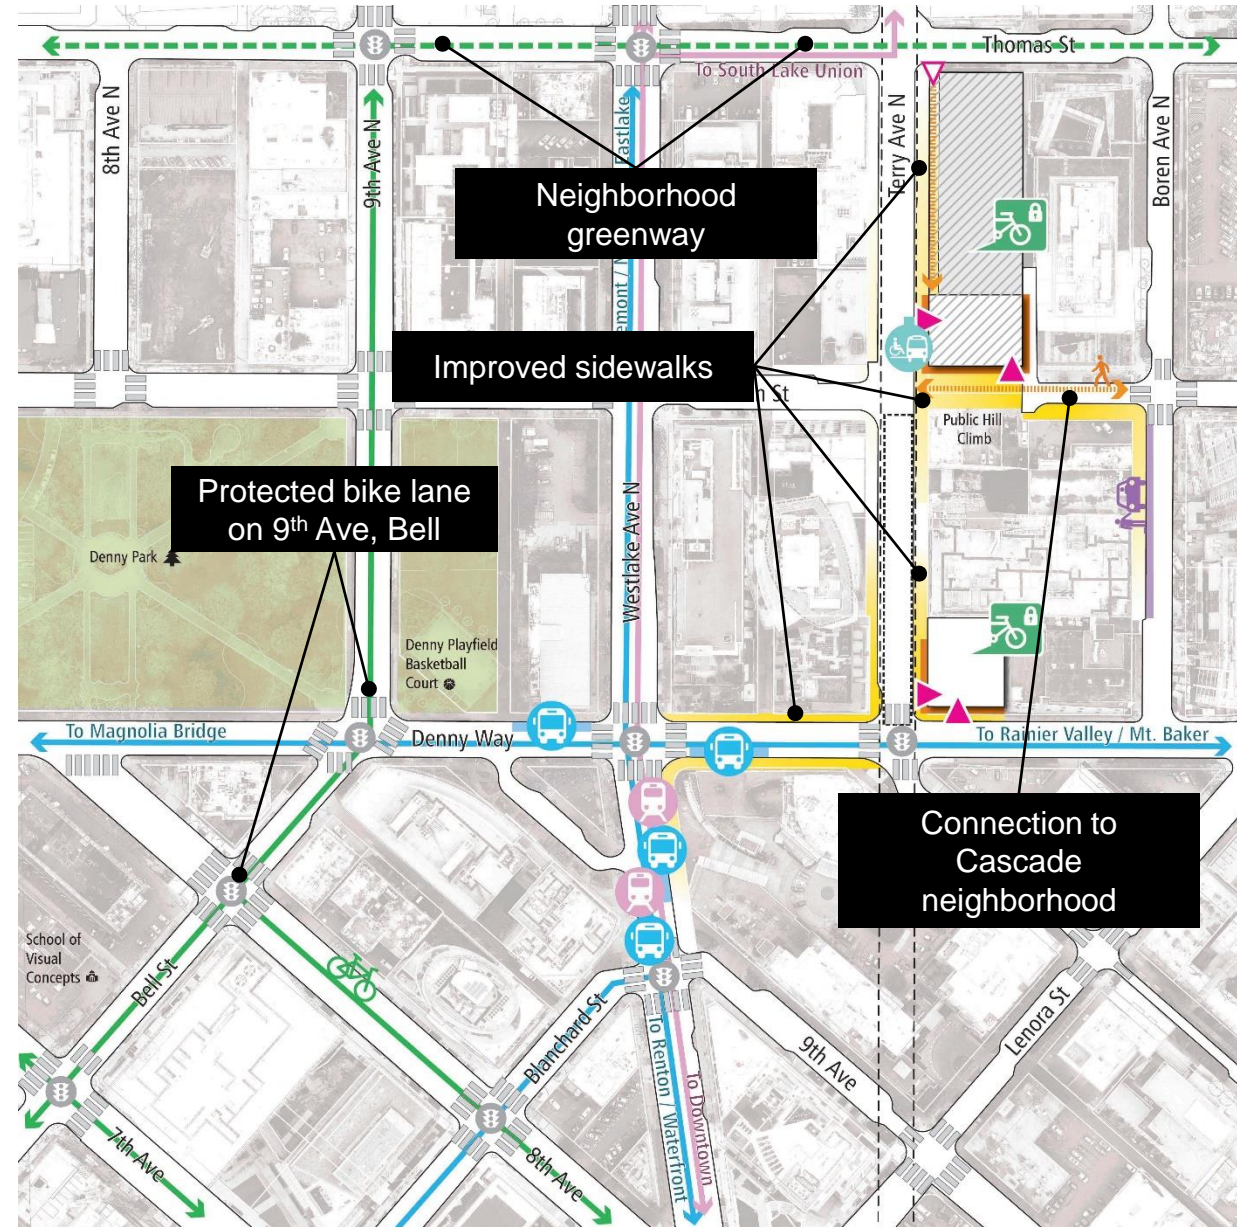 Thomas St
To South Lake Union
8th Ave N
9th Ave N
Eastlake
Terry Ave N
Boren Ave N
Neighborhood
greenway
Improved sidewalks
St
Public Hill
Climb
Protected bike lane
on 9th Ave, Bell
Denny Park
Westlake Ave N
Denny Playfield
Basketball
Court
To Magnolia Bridge
Denny Way
To Rainier Valley / Mt. Baker
Connection to
Cascade
neighborhood
School of
Visual
Concepts
Bell St
Blanchard St
To Renton / Waterfront
To Downtown
9th Ave
Lenora St
7th Ave
8th Ave